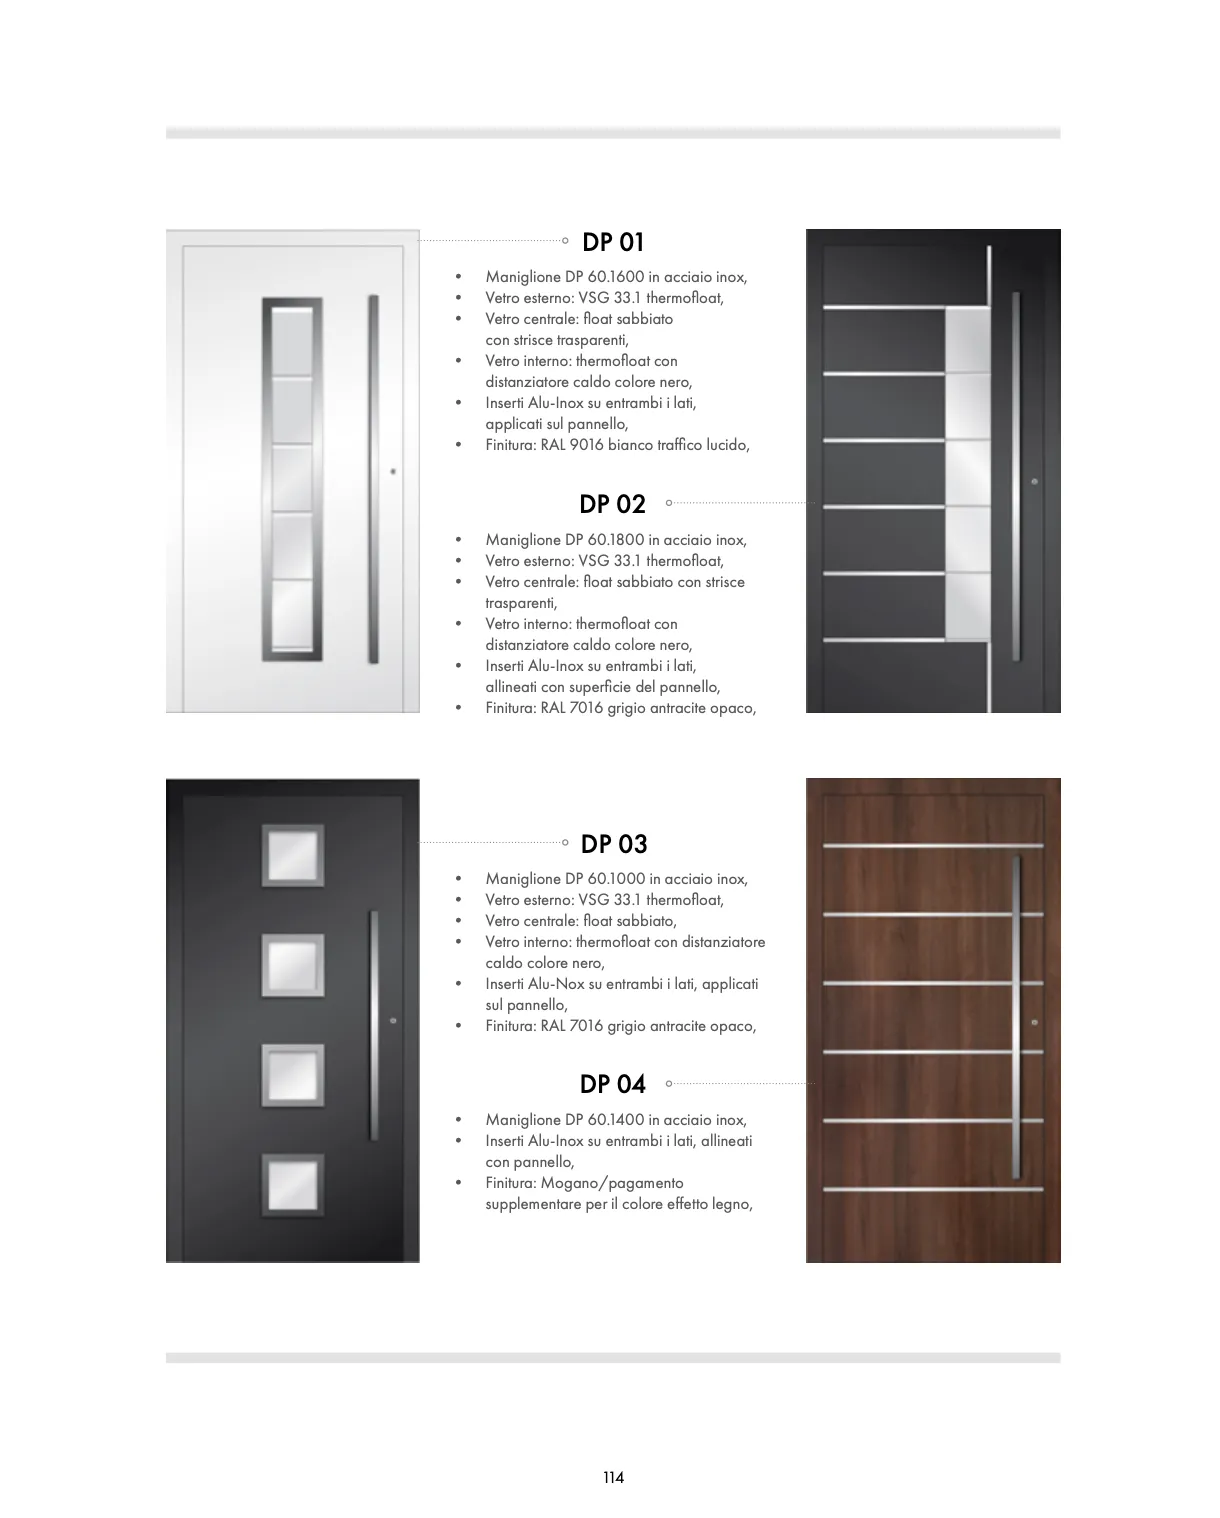 DP 01
• Maniglione DP 60.1600 in acciaio inox,
• Vetro esterno: VSG 33.1 thermofloat,
• Vetro centrale: float sabbiato
con strisce trasparenti,
• Vetro interno: thermofloat con
distanziatore caldo colore nero,
• Inserti Alu-Inox su entrambi i lati,
applicati sul pannello,
• Finitura: RAL 9016 bianco traffico lucido,
DP 02
• Maniglione DP 60.1800 in acciaio inox,
• Vetro esterno: VSG 33.1 thermofloat,
• Vetro centrale: float sabbiato con strisce
trasparenti,
• Vetro interno: thermofloat con
distanziatore caldo colore nero,
• Inserti Alu-Inox su entrambi i lati,
allineati con superficie del pannello,
• Finitura: RAL 7016 grigio antracite opaco,
DP 03
• Maniglione DP 60.1000 in acciaio inox,
• Vetro esterno: VSG 33.1 thermofloat,
• Vetro centrale: float sabbiato,
• Vetro interno: thermofloat con distanziatore
caldo colore nero,
• Inserti Alu-Nox su entrambi i lati, applicati
sul pannello,
• Finitura: RAL 7016 grigio antracite opaco,
DP 04
• Maniglione DP 60.1400 in acciaio inox,
• Inserti Alu-Inox su entrambi i lati, allineati
con pannello,
• Finitura: Mogano/pagamento
supplementare per il colore effetto legno,
114